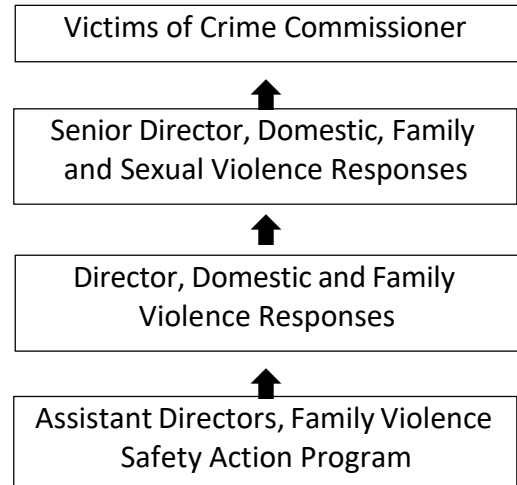 Victims of Crime Commissioner
Senior Director, Domestic, Family
and Sexual Violence Responses
Director, Domestic and Family
Violence Responses
Assistant Directors, Family Violence
Safety Action Program